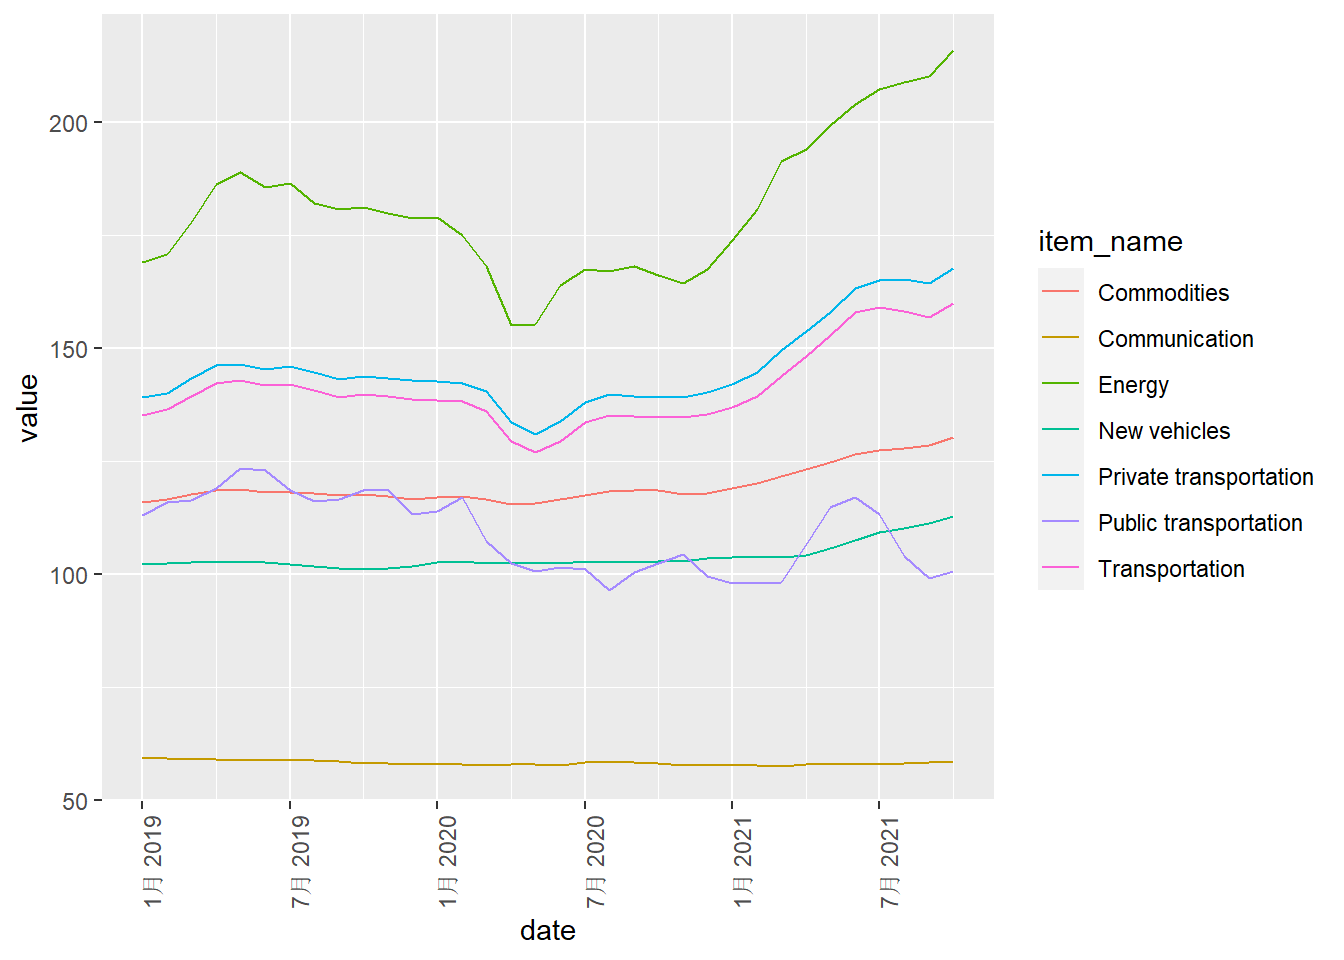 200
150
100
50
value
1月 2019
7月 2019
1月 2020
7月 2020
1月 2021
7月 2021
date
item_name
Commodities
Communication
Energy
New vehicles
Private transportation
Public transportation
Transportation